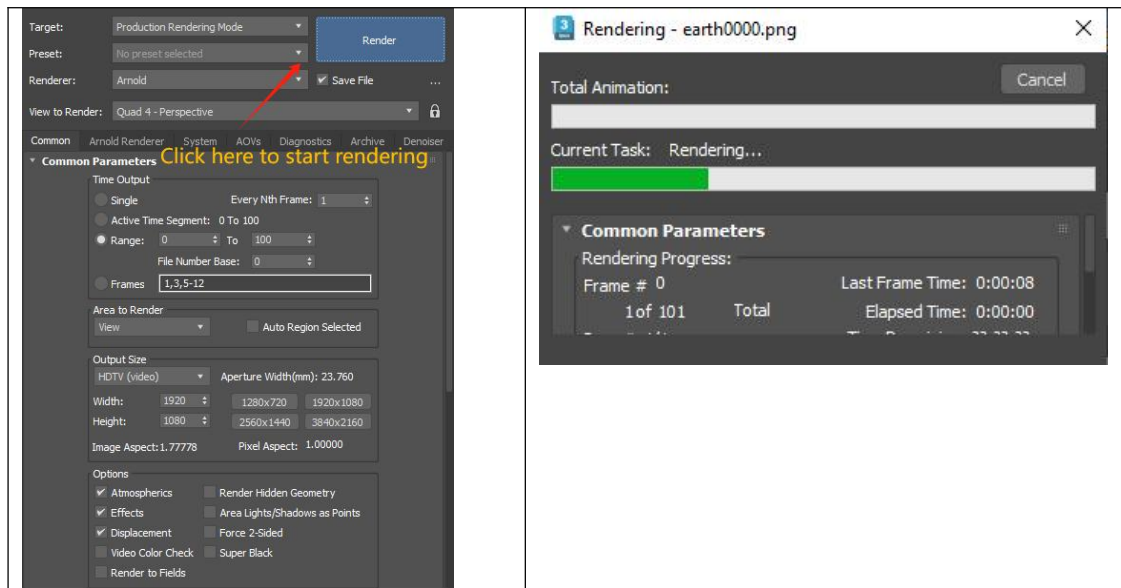 Target: Production Rendering Mode
Render
Preset: No preset selected
Renderer: Arnold Save File ...
View to Render: Quad 4 - Perspective
Common Arnold Renderer System AOVs Diagnostics Archive Denoiser
Common Parameters
Click here to start rendering
Time Output
Single Every Nth Frame: 1
Active Time Segment: 0 To 100
Range: 0 To 100
File Number Base: 0
Frames 1,3,5-12
Area to Render
View Auto Region Selected
Output Size
HDTV (video) Aperture Width(mm): 23.760
Width: 1920 1280x720 1920x1080
Height: 1080 2560x1440 3840x2160
Image Aspect:1.77778 Pixel Aspect: 1.00000
Options
Atmospherics Render Hidden Geometry
Effects Area Lights/Shadows as Points
Displacement Force 2-Sided
Video Color Check Super Black
Render to Fields
3
Rendering - earth0000.png
Cancel
Total Animation:
Current Task: Rendering...
Common Parameters
Rendering Progress:
Frame # 0 Last Frame Time: 0:00:08
1of 101 Total Elapsed Time: 0:00:00